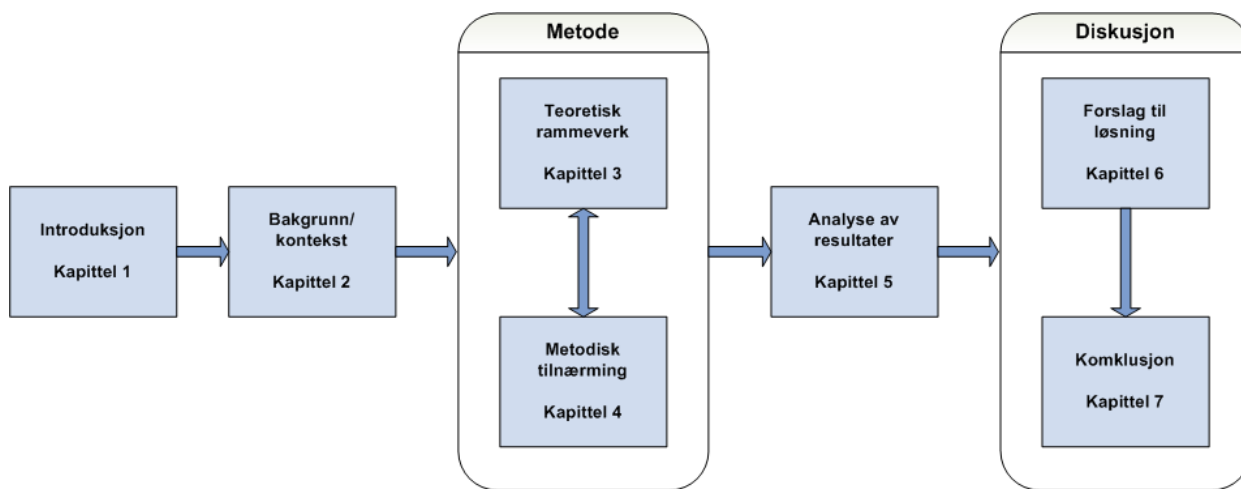 Introduksjon
Kapittel 1
Bakgrunn/
kontekst
Kapittel 2
Metode
Teoretisk
rammeverk
Kapittel 3
Metodisk
tilnærming
Kapittel 4
Analyse av
resultater
Kapittel 5
Diskusjon
Forslag til
løsning
Kapittel 6
Komklusjon
Kapittel 7